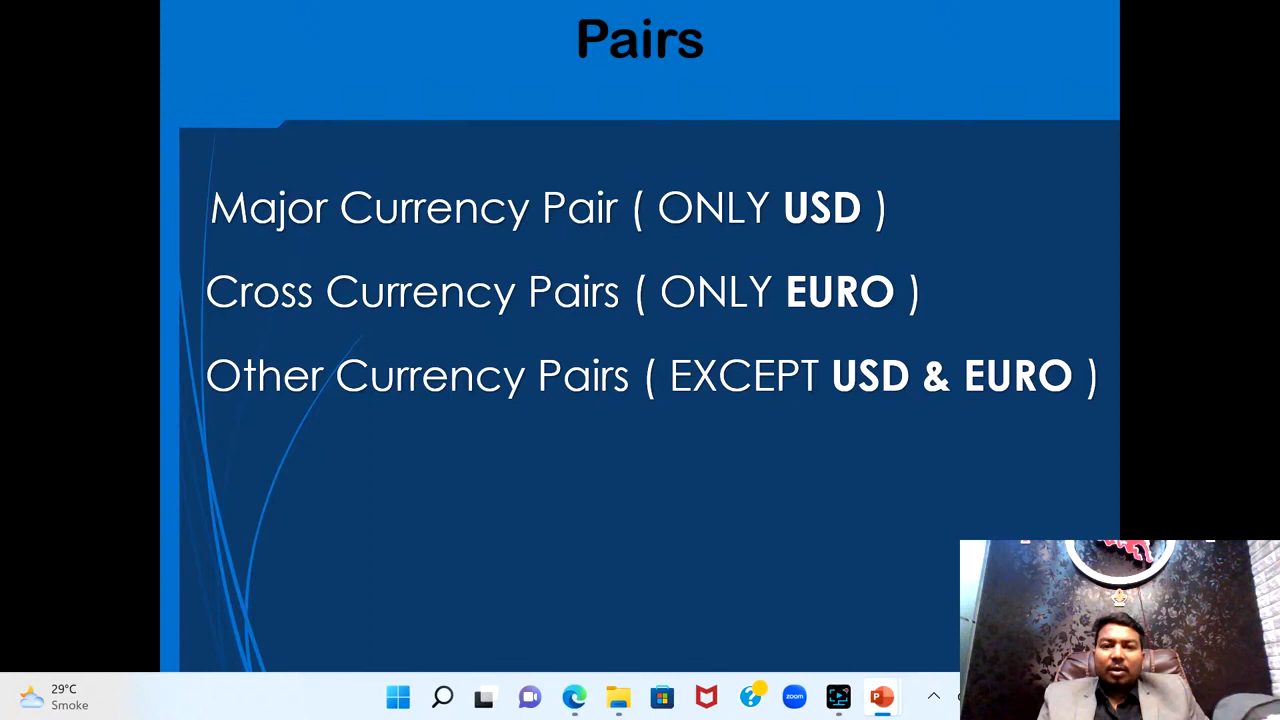 Pairs
Major Currency Pair ( ONLY USD )
Cross Currency Pairs ( ONLY EURO )
Other Currency Pairs ( EXCEPT USD & EURO )
29°C
Smoke
zoom